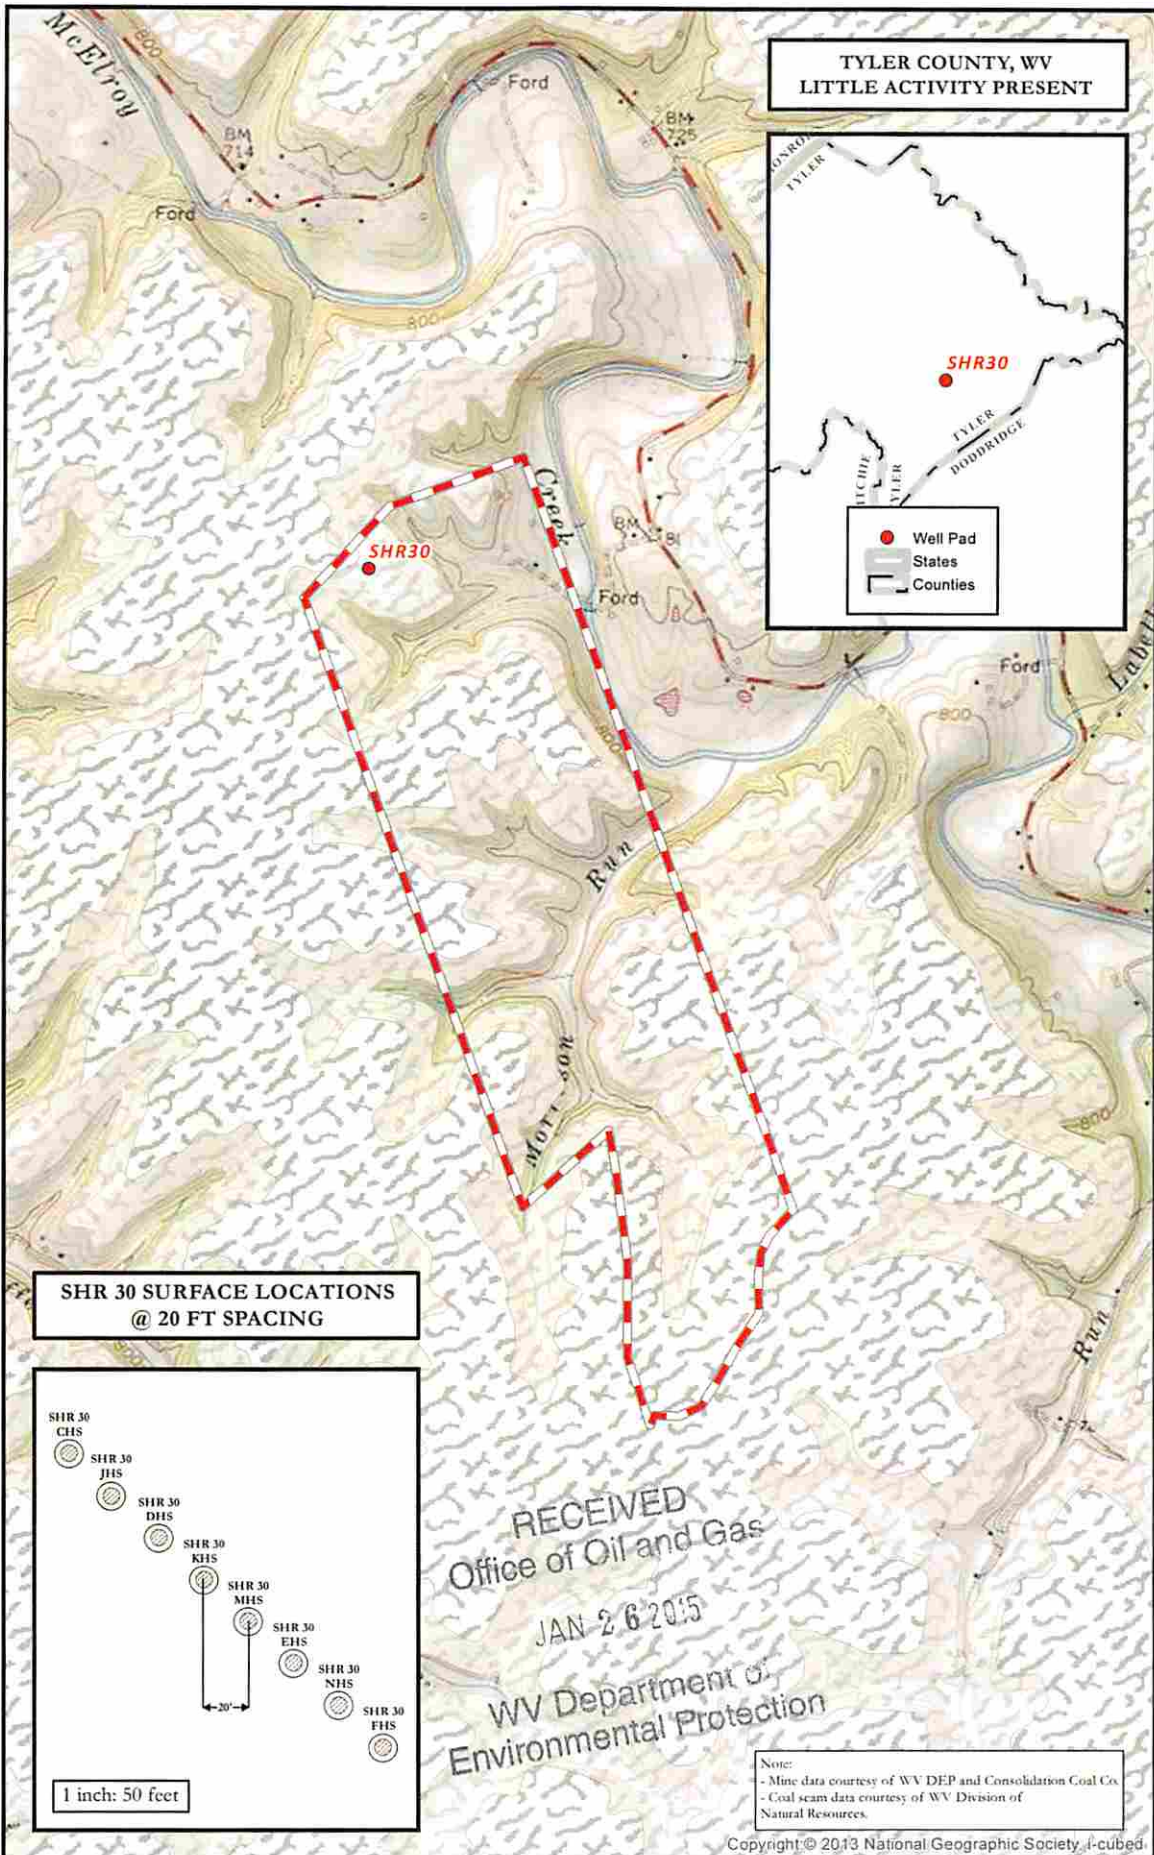 McElroy
800
Ford
BM
714
BM
725
Ford
800
TYLER COUNTY, WV
LITTLE ACTIVITY PRESENT
TYLER
SHR30
TYLER
DODDRIDGE
Well Pad
States
Counties
Creek
SHR30
BM
Ford
Ford
800
800
Run
Morrison
800
Run
SHR 30 SURFACE LOCATIONS
@ 20 FT SPACING
800
SHR 30
CHS
SHR 30
JHS
SHR 30
DHS
SHR 30
KHS
SHR 30
MHS
SHR 30
EHS
SHR 30
NHS
SHR 30
FHS
20'
1 inch: 50 feet
RECEIVED
Office of Oil and Gas
JAN 26 2015
WV Department of
Environmental Protection
Note:
- Mine data courtesy of WV DEP and Consolidation Coal Co.
- Coal seam data courtesy of WV Division of
Natural Resources.
Copyright:© 2013 National Geographic Society, i-cubed